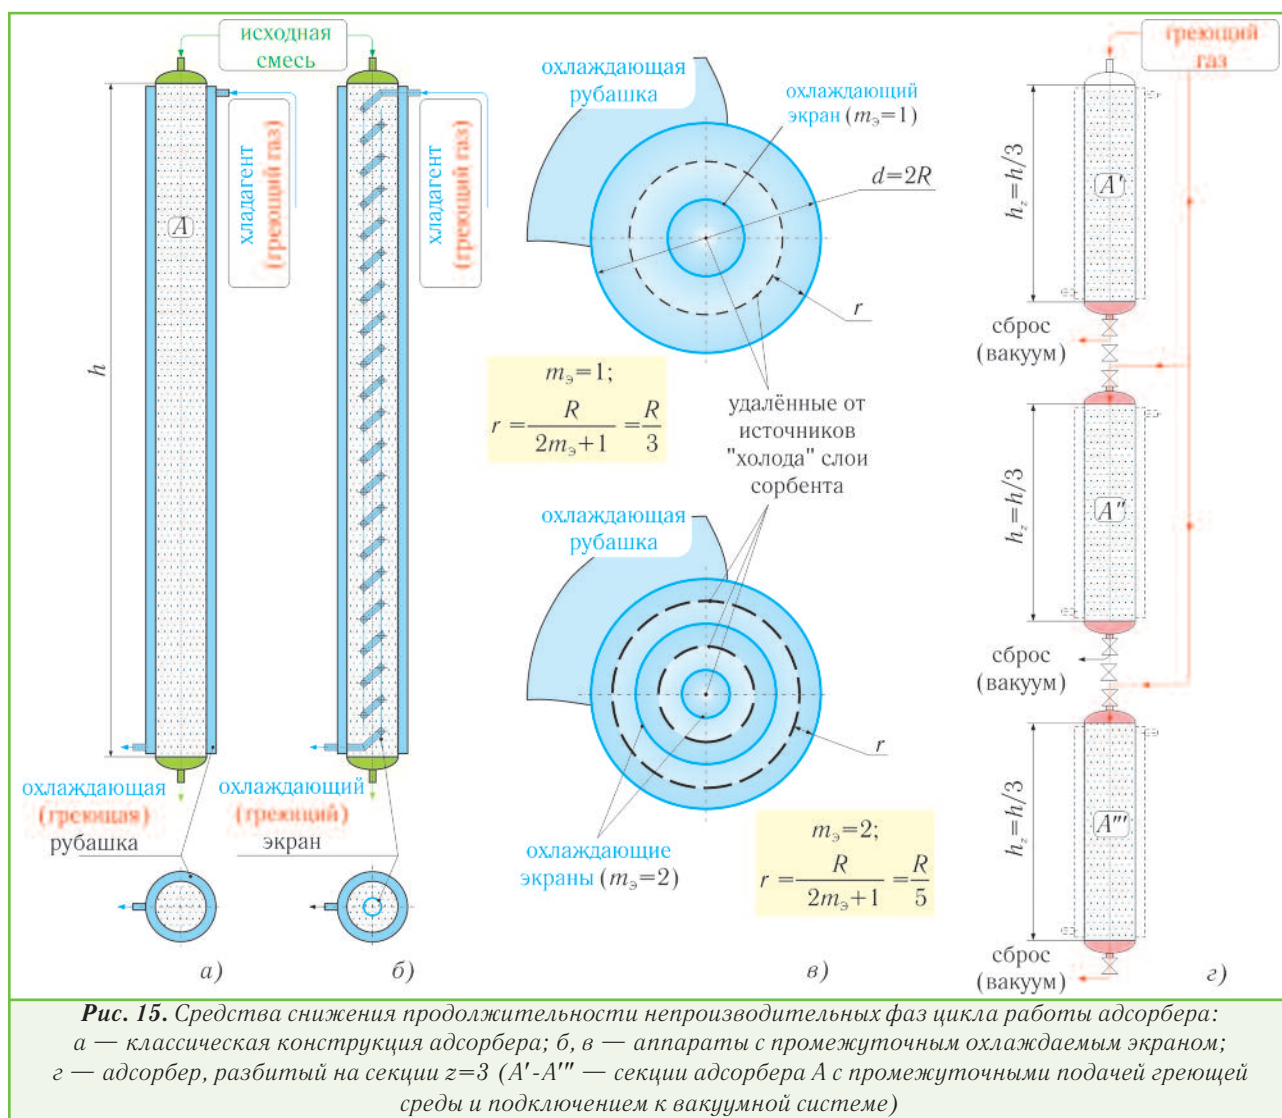 исходная
смесь
хладагент
(греющий газ)
A
h
охлаждающая
(греющая)
рубашка
а)
хладагент
(греющий газ)
охлаждающий
(греющий)
экран
б)
охлаждающая
рубашка
охлаждающий
экран (mэ=1)
d=2R
r
mэ=1;
r = R / (2mэ+1) = R/3
удалённые от
источников
"холода" слои
сорбента
охлаждающая
рубашка
r
охлаждающие
экраны (mэ=2)
mэ=2;
r = R / (2mэ+1) = R/5
в)
греющий
газ
hz=h/3
A'
сброс
(вакуум)
hz=h/3
A"
сброс
(вакуум)
hz=h/3
A'"
сброс
(вакуум)
г)
Рис. 15. Средства снижения продолжительности непроизводительных фаз цикла работы адсорбера:
а — классическая конструкция адсорбера; б, в — аппараты с промежуточным охлаждаемым экраном;
г — адсорбер, разбитый на секции z=3 (A'-A'" — секции адсорбера А с промежуточными подачей греющей
среды и подключением к вакуумной системе)